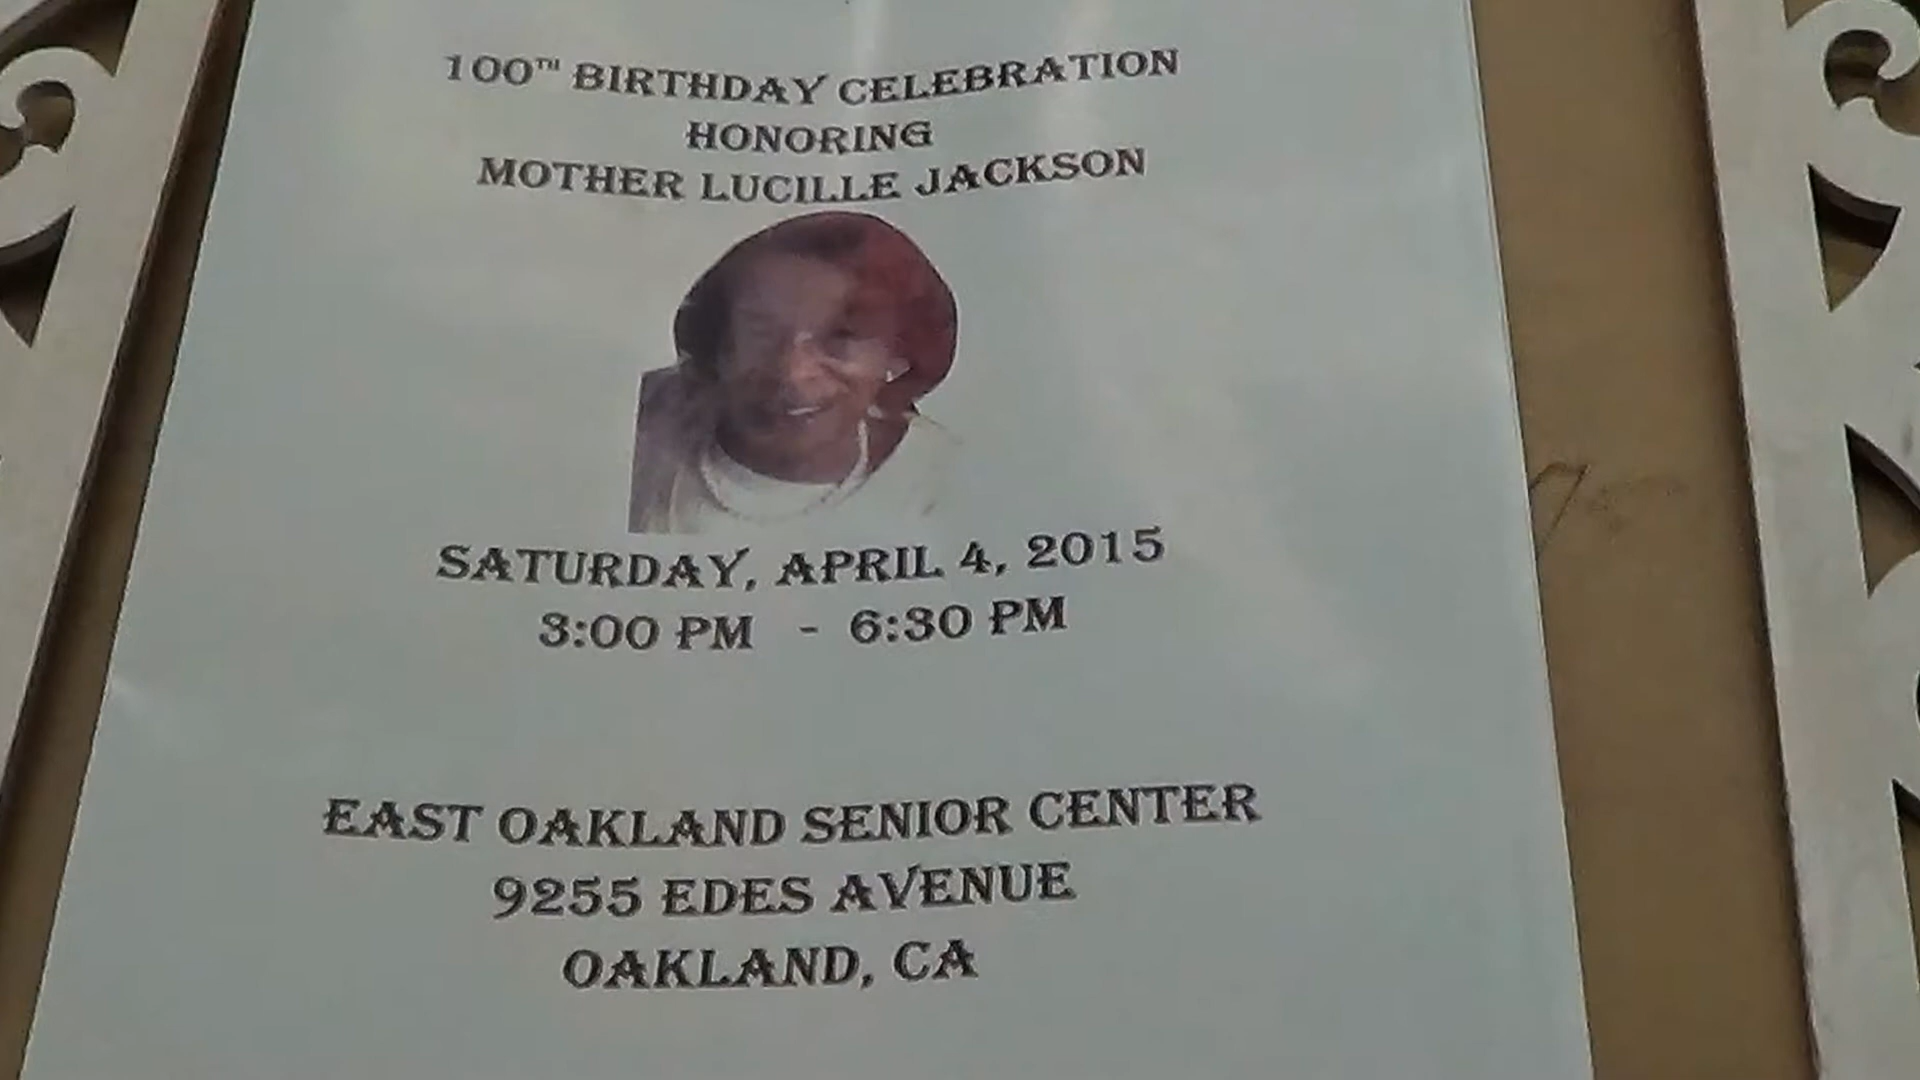 100TH BIRTHDAY CELEBRATION
HONORING
MOTHER LUCILLE JACKSON
SATURDAY, APRIL 4, 2015
3:00 PM - 6:30 PM
EAST OAKLAND SENIOR CENTER
9255 EDES AVENUE
OAKLAND, CA